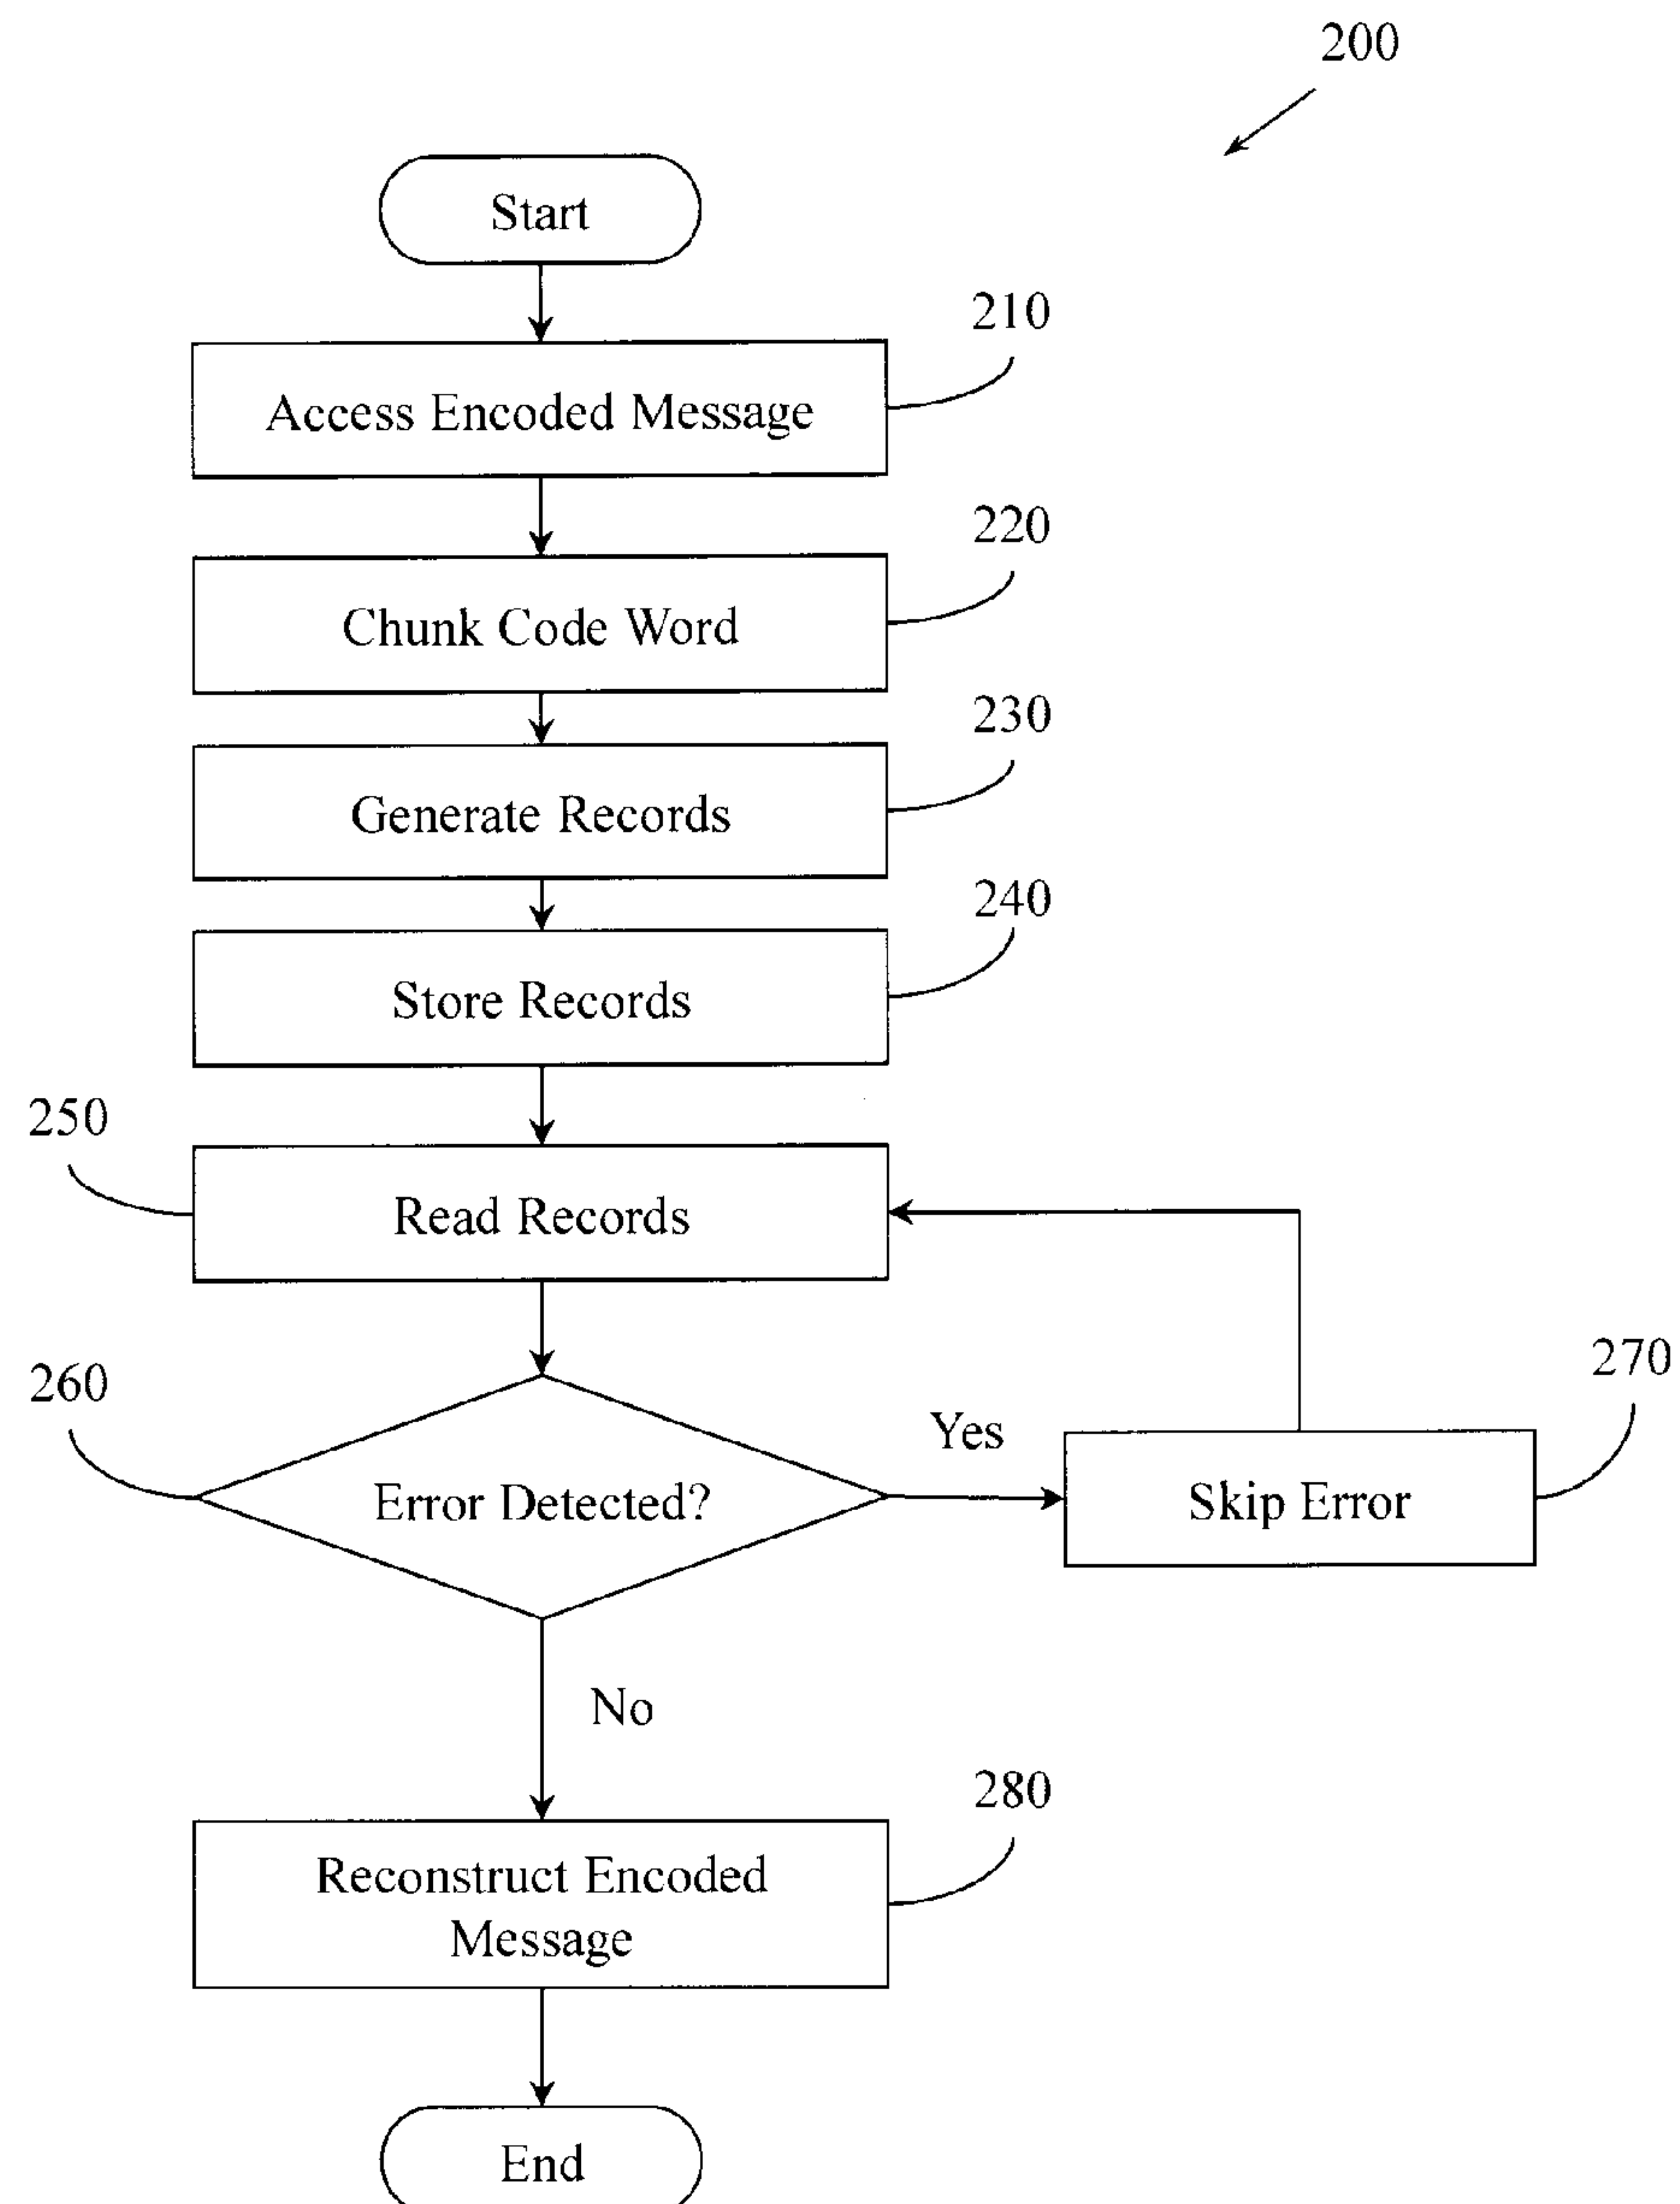 200
Start
210
Access Encoded Message
220
Chunk Code Word
230
Generate Records
240
Store Records
250
Read Records
260
Error Detected?
Yes
270
Skip Error
No
280
Reconstruct Encoded
Message
End